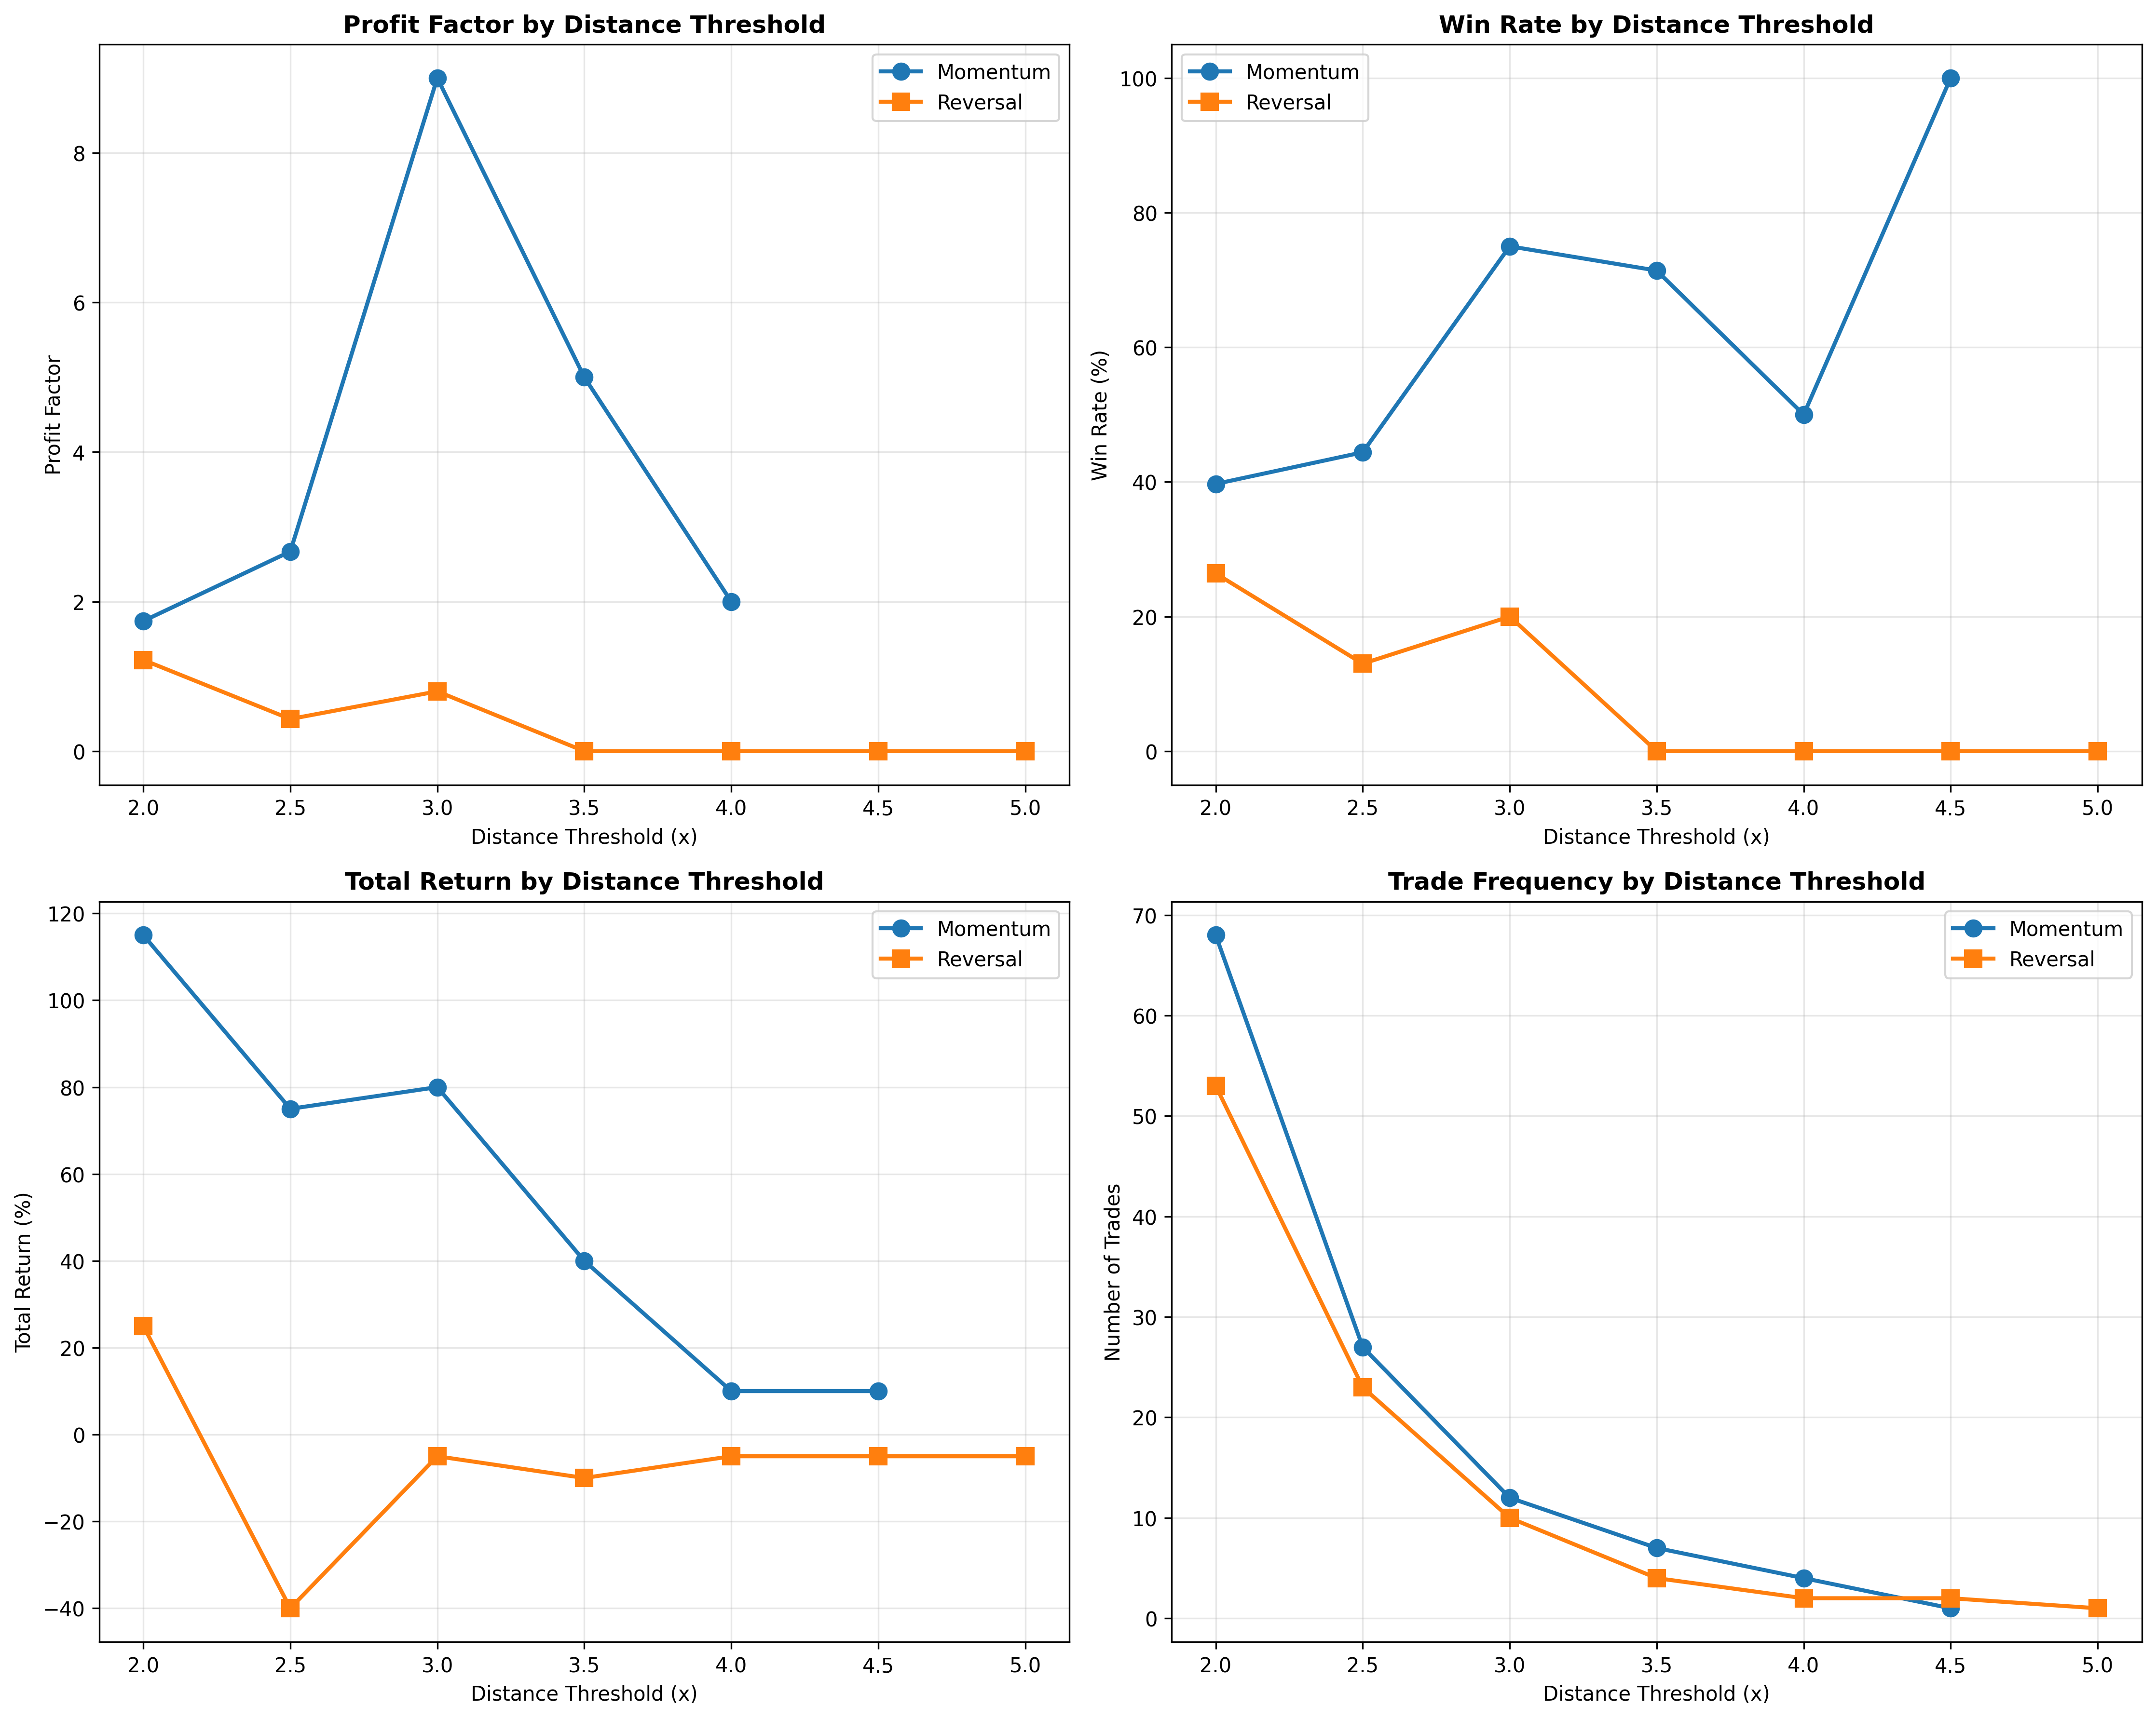 Profit Factor by Distance Threshold
Momentum
Reversal
Profit Factor
8
6
4
2
0
2.0 2.5 3.0 3.5 4.0 4.5 5.0
Distance Threshold (x)
Win Rate by Distance Threshold
Momentum
Reversal
Win Rate (%)
100
80
60
40
20
0
2.0 2.5 3.0 3.5 4.0 4.5 5.0
Distance Threshold (x)
Total Return by Distance Threshold
Momentum
Reversal
Total Return (%)
120
100
80
60
40
20
0
−20
−40
2.0 2.5 3.0 3.5 4.0 4.5 5.0
Distance Threshold (x)
Trade Frequency by Distance Threshold
Momentum
Reversal
Number of Trades
70
60
50
40
30
20
10
0
2.0 2.5 3.0 3.5 4.0 4.5 5.0
Distance Threshold (x)